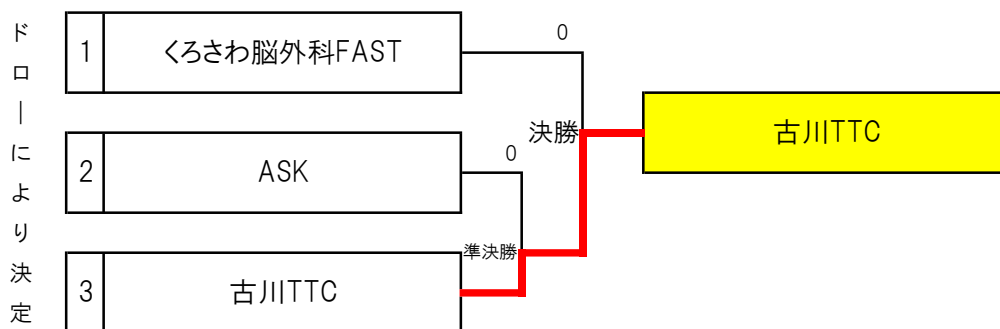 ドローにより決定
1 くろさわ脳外科FAST
0
決勝
古川TTC
2 ASK
0
準決勝
3 古川TTC